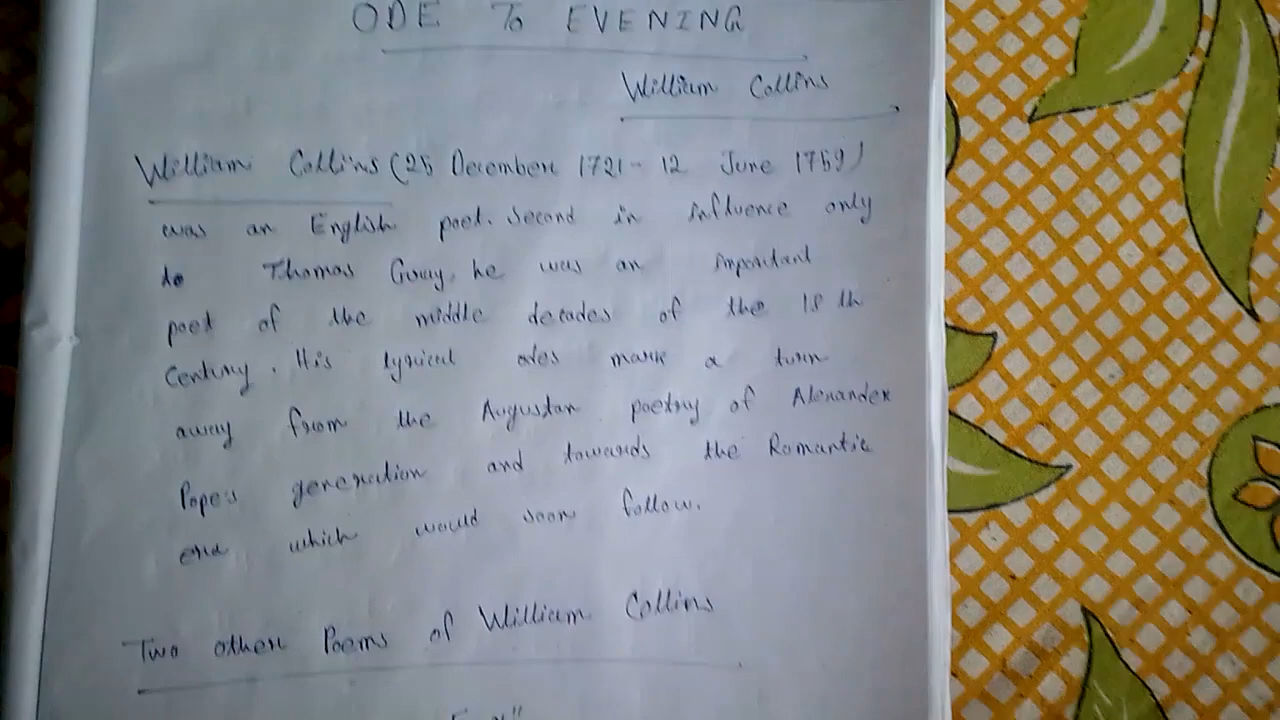 ODE To EVENING
William Collins
William Collins (25 December 1721 - 12 June 1759)
was an English poet. Second in influence only
to Thomas Gray, he was an important
poet of the middle decades of the 18 th
Century. His lyrical odes mark a turn
away from the Augustan poetry of Alexander
Pope's generation and towards the Romantic
era which would soon follow.
Two other Poems of William Collins